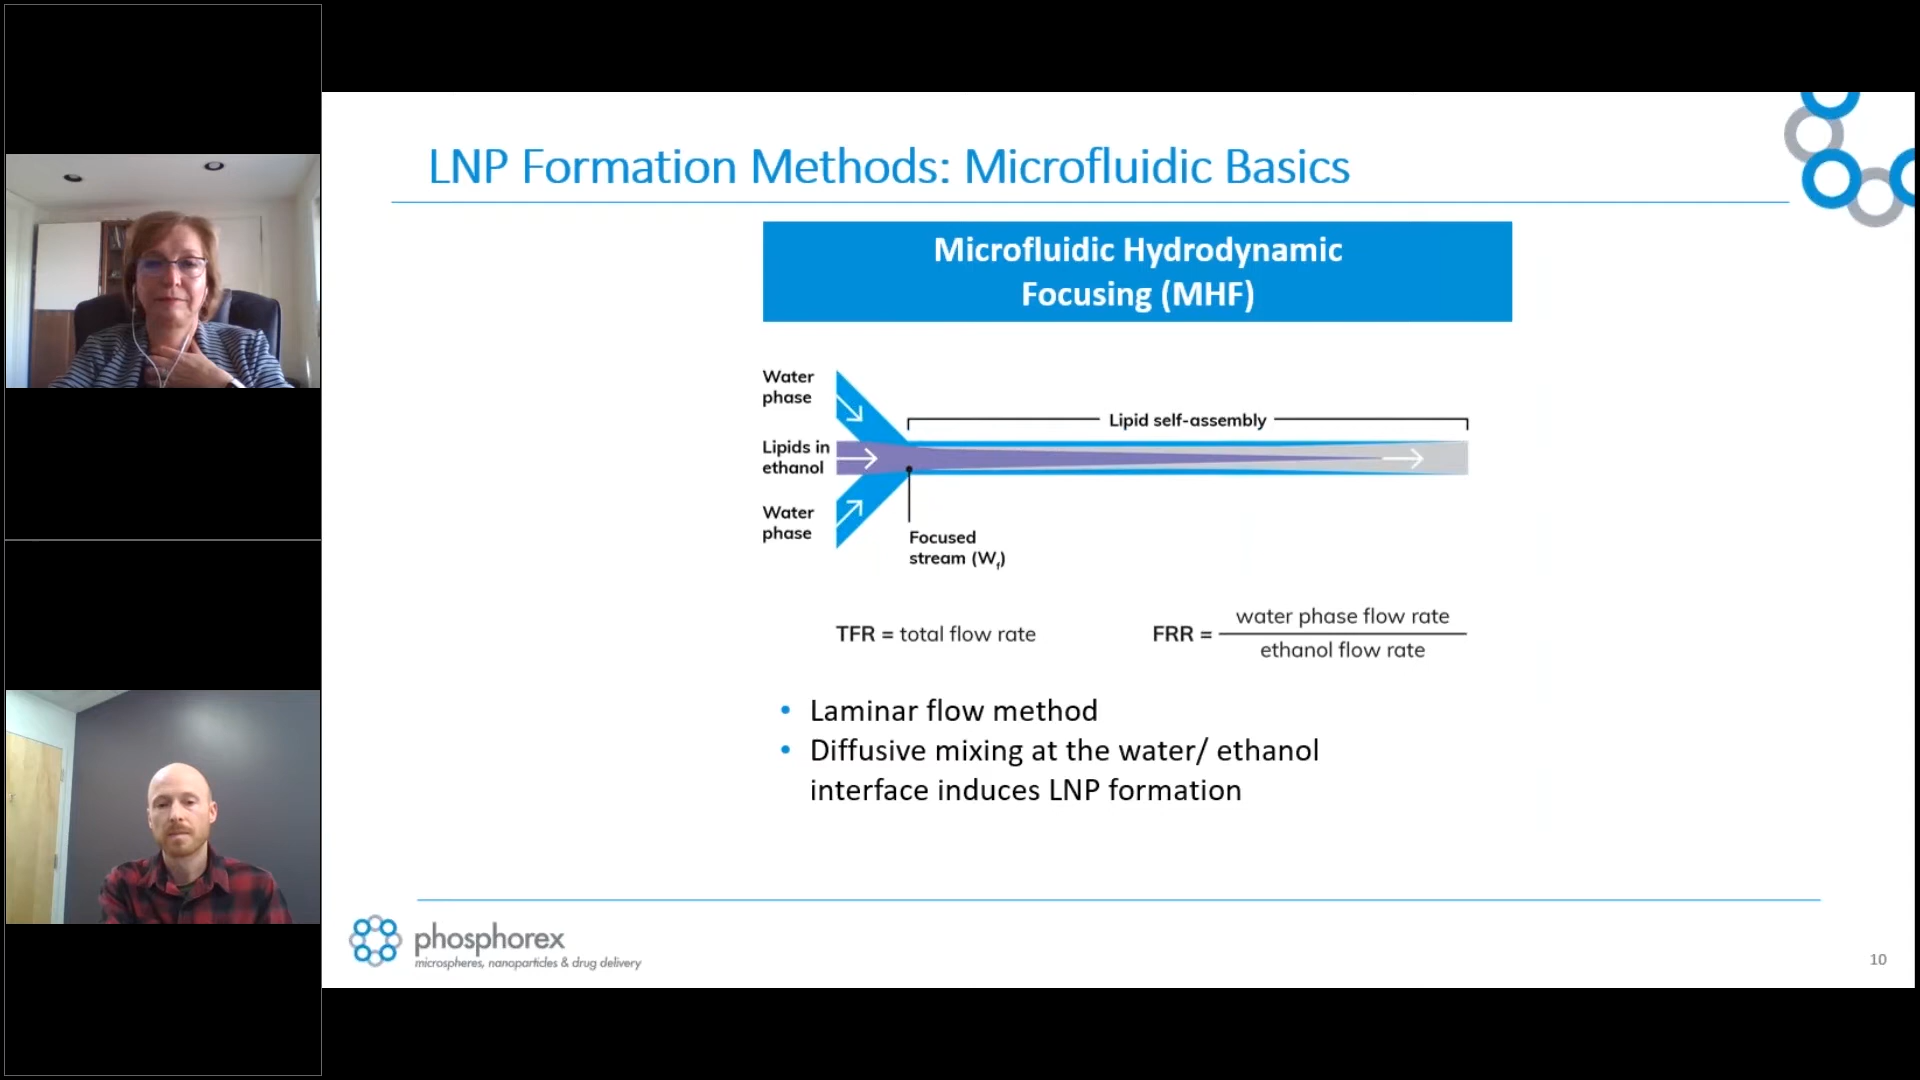 LNP Formation Methods: Microfluidic Basics
Microfluidic Hydrodynamic
Focusing (MHF)
Water
phase
Lipid self-assembly
Lipids in
ethanol
Water
phase
Focused
stream (Wf)
TFR = total flow rate
FRR = water phase flow rate
ethanol flow rate
• Laminar flow method
• Diffusive mixing at the water/ ethanol
interface induces LNP formation
phosphorex
microspheres, nanoparticles & drug delivery
10